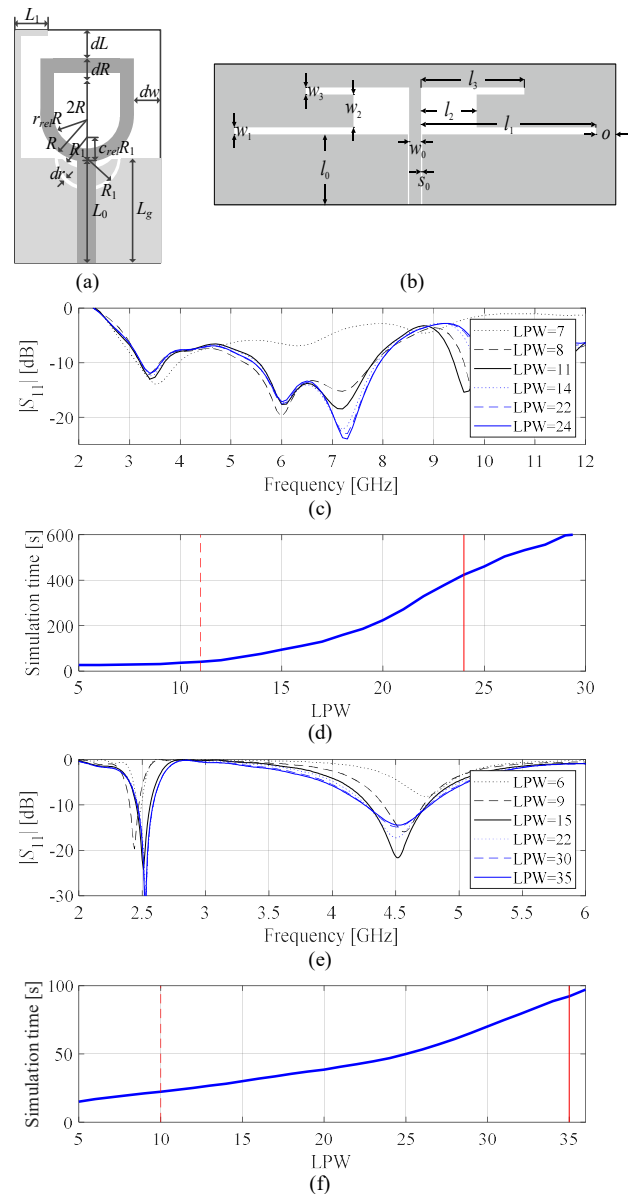 L1
dL
dR
dw
2R
rrelR
R
R1
crelR1
dr
R1
L0
Lg
(a)
l3
w3
w2
l2
w1
l1
w0
o
l0
s0
(b)
0
-10
-20
|S11| [dB]
LPW=7
LPW=8
LPW=11
LPW=14
LPW=22
LPW=24
2 3 4 5 6 7 8 9 10 11 12
Frequency [GHz]
(c)
600
400
200
0
Simulation time [s]
5 10 15 20 25 30
LPW
(d)
0
-10
-20
-30
|S11| [dB]
LPW=6
LPW=9
LPW=15
LPW=22
LPW=30
LPW=35
2 2.5 3 3.5 4 4.5 5 5.5 6
Frequency [GHz]
(e)
100
50
0
Simulation time [s]
5 10 15 20 25 30 35
LPW
(f)